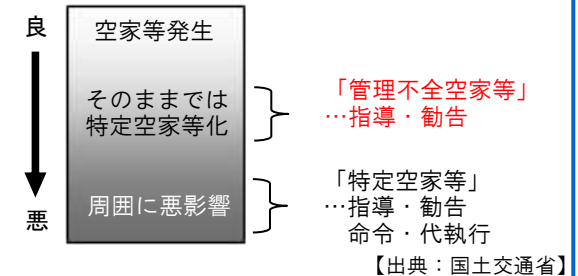 良
空家等発生
そのままでは
特定空家等化
「管理不全空家等」
…指導・勧告
周囲に悪影響
「特定空家等」
…指導・勧告
命令・代執行
悪
【出典：国土交通省】